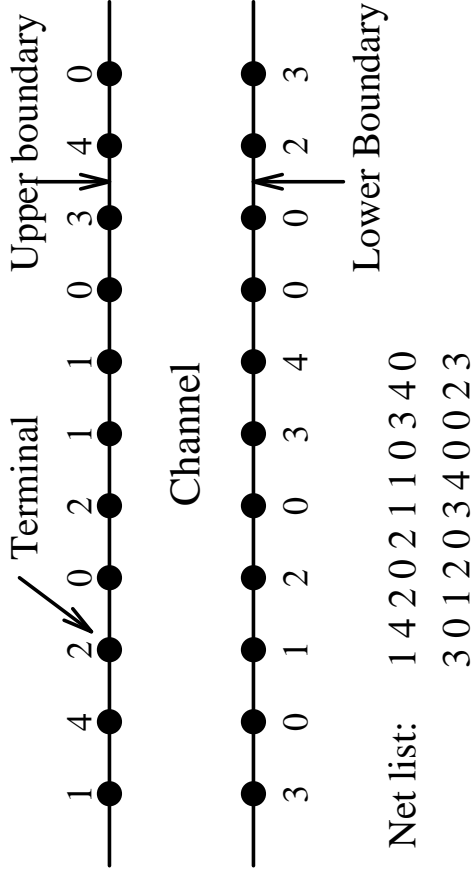 Terminal Upper boundary
1 4 2 0 2 1 1 0 3 4 0
Channel
3 0 1 2 0 3 4 0 0 2 3
Lower Boundary
Net list: 1 4 2 0 2 1 1 0 3 4 0
3 0 1 2 0 3 4 0 0 2 3